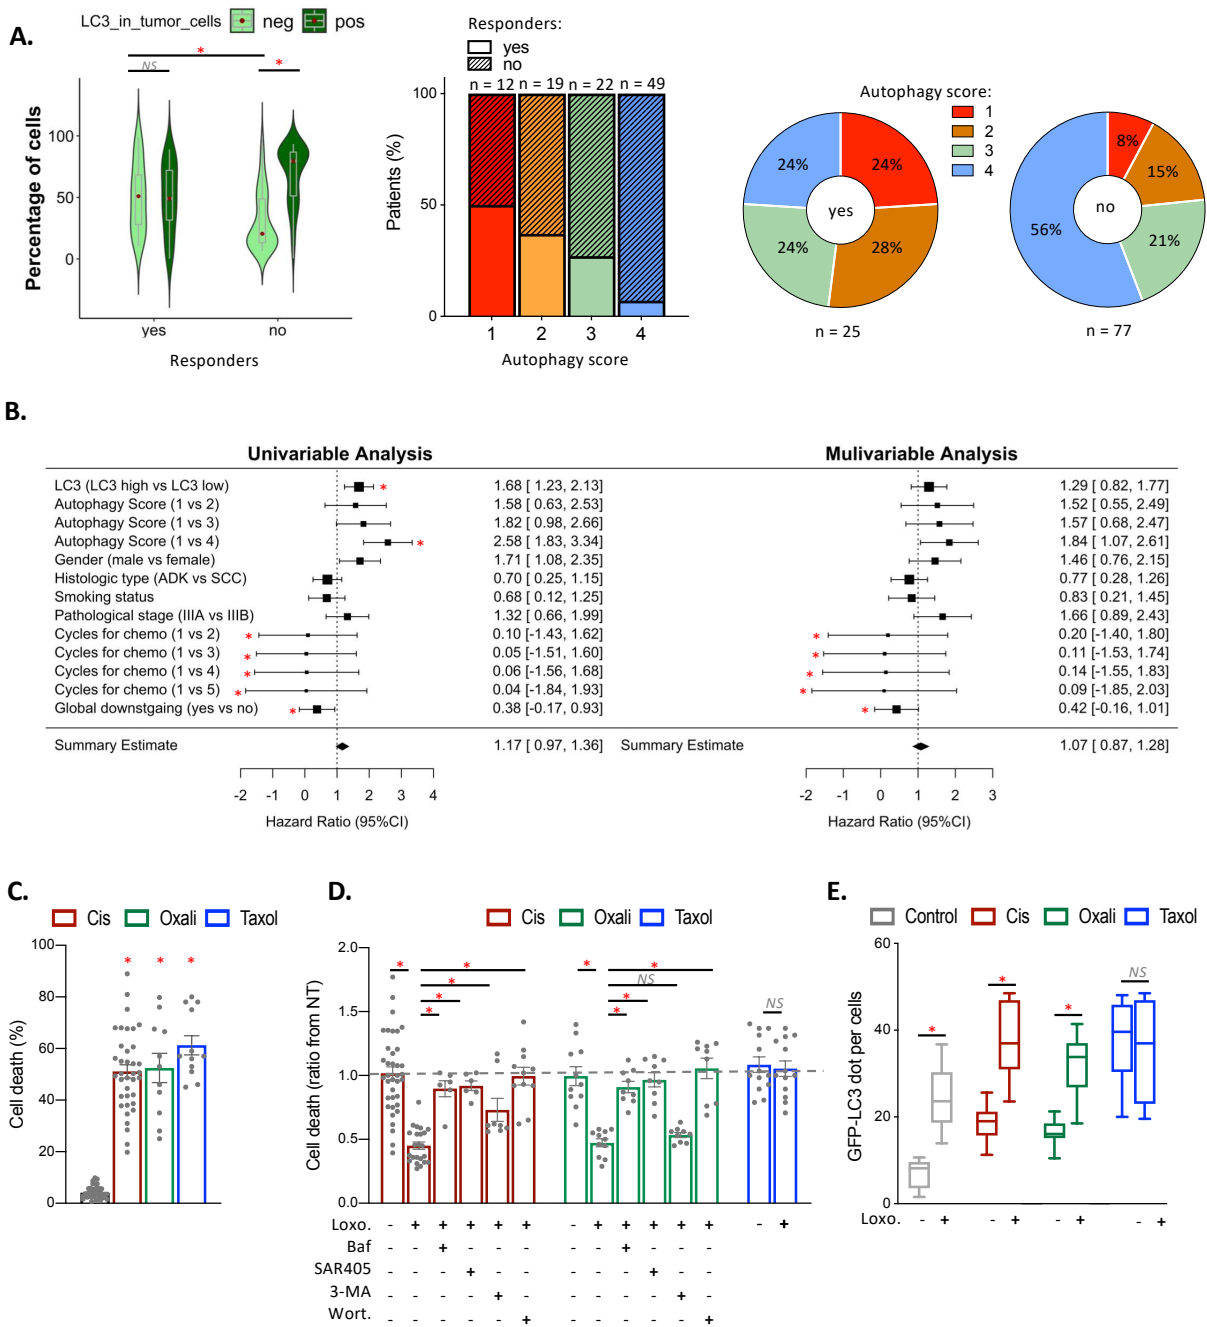 A.
LC3_in_tumor_cells neg pos
NS * *
Percentage of cells
100
50
0
yes no
Responders
Responders:
yes
no
n = 12 n = 19 n = 22 n = 49
Patients (%)
100
50
0
1 2 3 4
Autophagy score
Autophagy score:
1
2
3
4
24% 24%
yes
24% 28%
n = 25
8%
15%
no
56% 21%
n = 77
B.
Univariable Analysis Mulivariable Analysis
LC3 (LC3 high vs LC3 low) * 1.68 [ 1.23, 2.13] 1.29 [ 0.82, 1.77]
Autophagy Score (1 vs 2) 1.58 [ 0.63, 2.53] 1.52 [ 0.55, 2.49]
Autophagy Score (1 vs 3) 1.82 [ 0.98, 2.66] 1.57 [ 0.68, 2.47]
Autophagy Score (1 vs 4) * 2.58 [ 1.83, 3.34] 1.84 [ 1.07, 2.61]
Gender (male vs female) 1.71 [ 1.08, 2.35] 1.46 [ 0.76, 2.15]
Histologic type (ADK vs SCC) 0.70 [ 0.25, 1.15] 0.77 [ 0.28, 1.26]
Smoking status 0.68 [ 0.12, 1.25] 0.83 [ 0.21, 1.45]
Pathological stage (IIIA vs IIIB) 1.32 [ 0.66, 1.99] 1.66 [ 0.89, 2.43]
Cycles for chemo (1 vs 2) * 0.10 [-1.43, 1.62] * 0.20 [-1.40, 1.80]
Cycles for chemo (1 vs 3) * 0.05 [-1.51, 1.60] * 0.11 [-1.53, 1.74]
Cycles for chemo (1 vs 4) * 0.06 [-1.56, 1.68] * 0.14 [-1.55, 1.83]
Cycles for chemo (1 vs 5) * 0.04 [-1.84, 1.93] * 0.09 [-1.85, 2.03]
Global downstgaing (yes vs no) * 0.38 [-0.17, 0.93] * 0.42 [-0.16, 1.01]
Summary Estimate 1.17 [ 0.97, 1.36] Summary Estimate 1.07 [ 0.87, 1.28]
-2 -1 0 1 2 3 4 -2 -1 0 1 2 3
Hazard Ratio (95%CI) Hazard Ratio (95%CI)
C.
Cis Oxali Taxol
* * *
Cell death (%)
100
80
60
40
20
0
D.
Cis Oxali Taxol
* * * * * * * * NS * NS
Cell death (ratio from NT)
2.0
1.5
1.0
0.5
0.0
Loxo. - + + + + + - + + + + + - +
Baf - - + - - - - - + - - -
SAR405 - - - + - - - - - + - -
3-MA - - - - + - - - - - + -
Wort. - - - - - + - - - - - +
E.
Control Cis Oxali Taxol
* * * NS
GFP-LC3 dot per cells
60
40
20
0
Loxo. - + - + - + - +